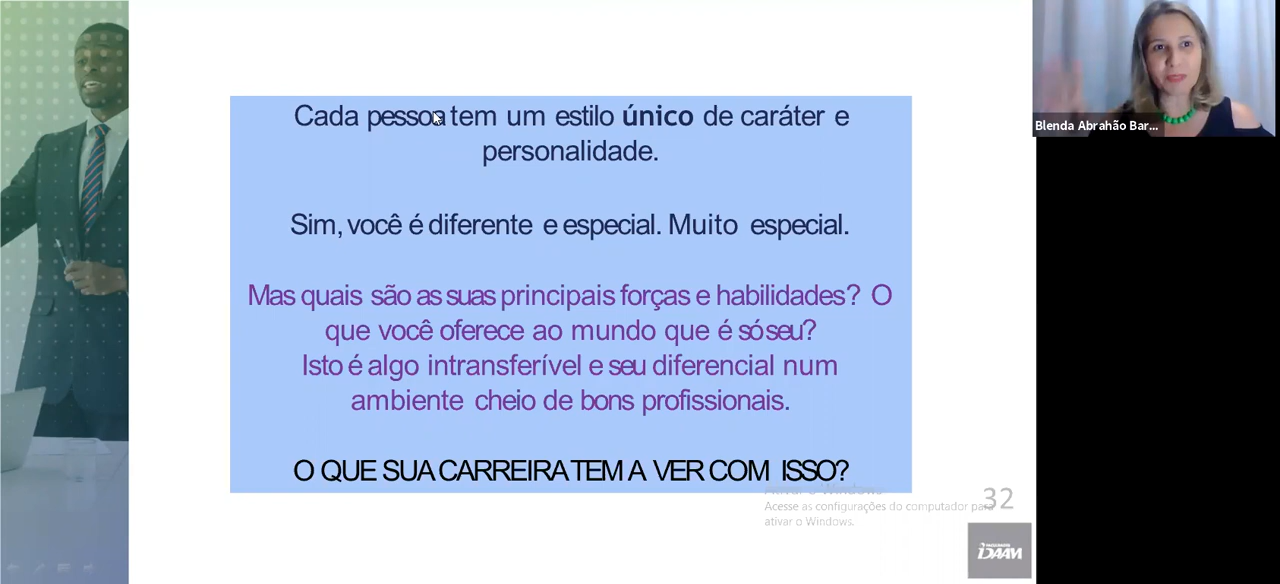 Cada pessoa tem um estilo único de caráter e
personalidade.
Sim, você é diferente e especial. Muito especial.
Mas quais são as suas principais forças e habilidades? O
que você oferece ao mundo que é só seu?
Isto é algo intransferível e seu diferencial num
ambiente cheio de bons profissionais.
O QUE SUA CARREIRA TEM A VER COM ISSO?
Ativar o Windows
Acesse as configurações do computador para
ativar o Windows.
32
IDAAM
Blenda Abrahão Bar...